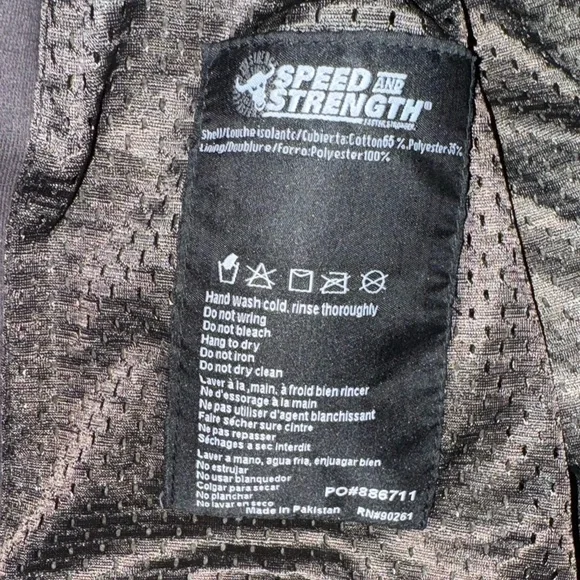 SPEED AND
STRENGTH®
FASTER. STRONGER.
Shell/Louche isolante/Cubierta:Cotton65 %,Polyester35%
Lining/Doublure/Forro:Polyester100%
Hand wash cold, rinse thoroughly
Do not wring
Do not bleach
Hang to dry
Do not iron
Do not dry clean
Laver à la ,main, à froid bien rincer
Ne d'essorage à la main
Ne pas utiliser d'agent blanchissant
Faire sécher sure cintre
Ne pas repasser
Séchages a sec interdit
Laver a mano, agua fria, enjuagar bien
No estrujar
No usar blanquedor
Colgar para secar
No planchar
No lavar en seco
PO#886711
Made in Pakistan RN#90261